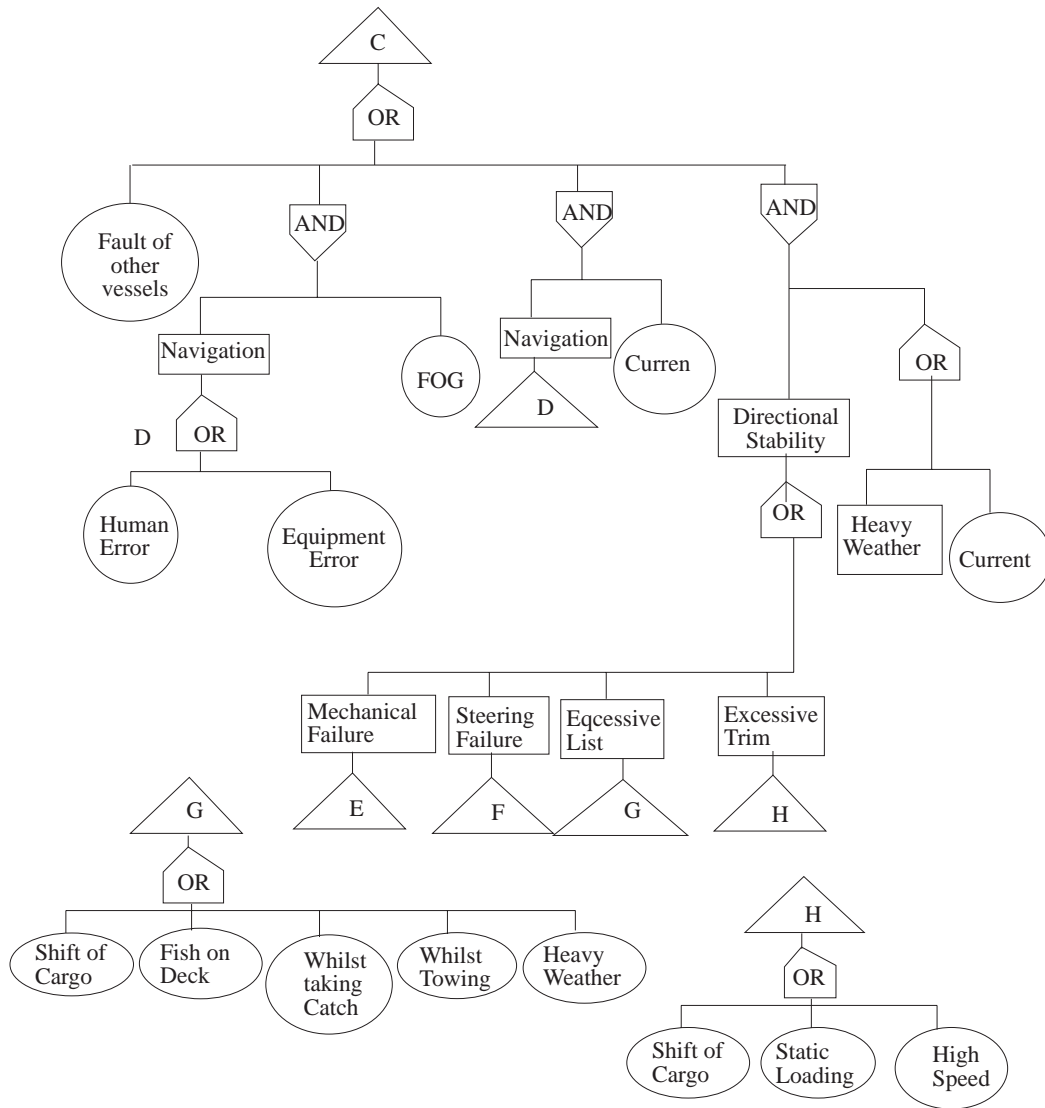 C
OR
AND
AND
AND
Fault of
other
vessels
Navigation
FOG
Navigation
D
Curren
OR
D
OR
Human
Error
Equipment
Error
Directional
Stability
OR
Heavy
Weather
Current
Mechanical
Failure
Steering
Failure
Eqcessive
List
Excessive
Trim
E
F
G
H
G
OR
Shift of
Cargo
Fish on
Deck
Whilst
taking
Catch
Whilst
Towing
Heavy
Weather
H
OR
Shift of
Cargo
Static
Loading
High
Speed